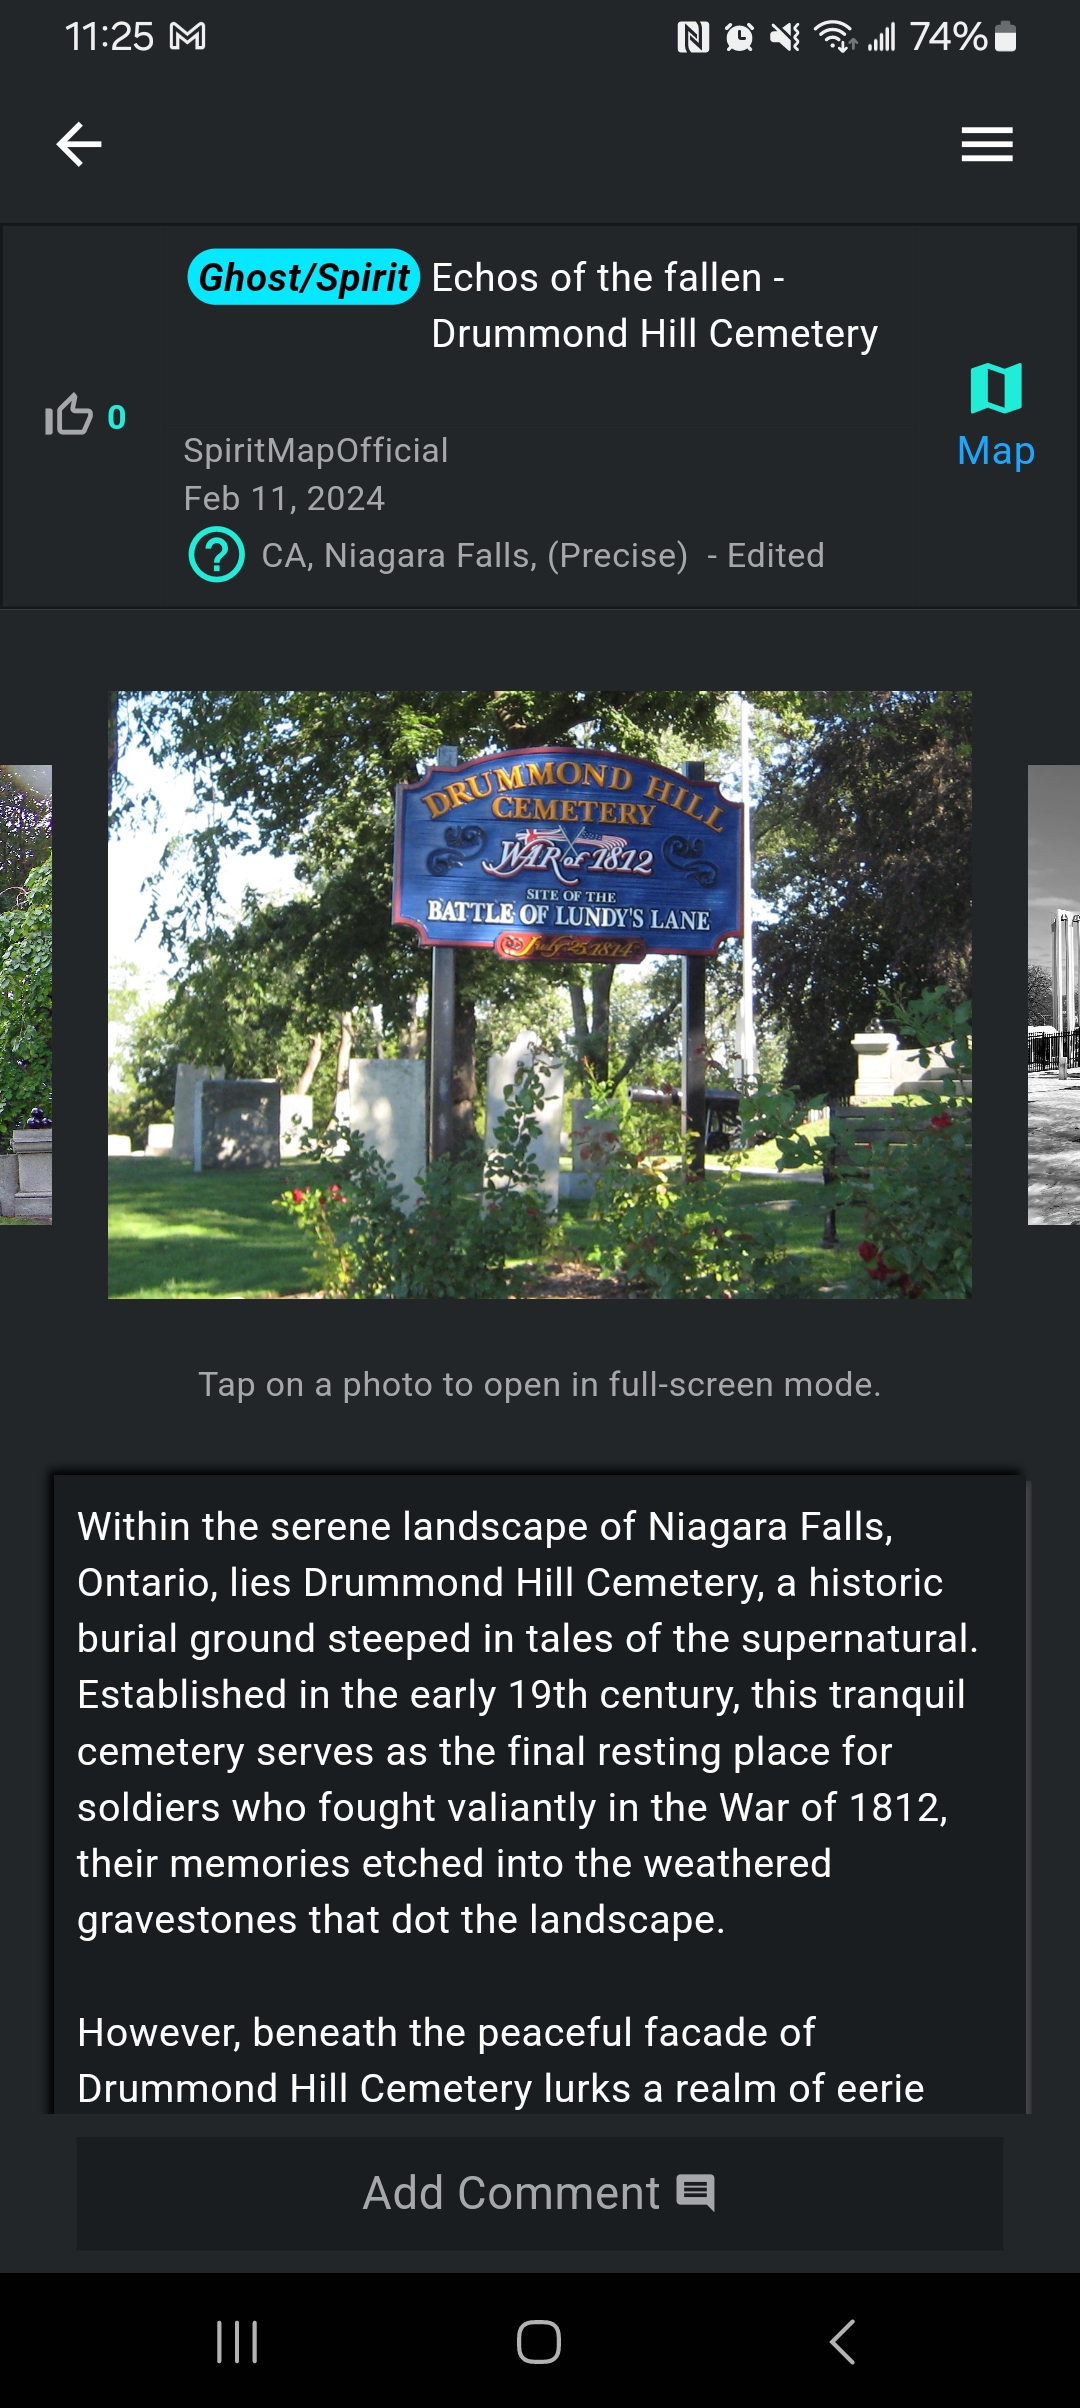 11:25
74%
Ghost/Spirit Echos of the fallen -
Drummond Hill Cemetery
0
SpiritMapOfficial
Feb 11, 2024
CA, Niagara Falls, (Precise)  - Edited
Map
DRUMMOND HILL
CEMETERY
WAR of 1812
SITE OF THE
BATTLE OF LUNDY'S LANE
July 25 1814
Tap on a photo to open in full-screen mode.
Within the serene landscape of Niagara Falls,
Ontario, lies Drummond Hill Cemetery, a historic
burial ground steeped in tales of the supernatural.
Established in the early 19th century, this tranquil
cemetery serves as the final resting place for
soldiers who fought valiantly in the War of 1812,
their memories etched into the weathered
gravestones that dot the landscape.
However, beneath the peaceful facade of
Drummond Hill Cemetery lurks a realm of eerie
Add Comment